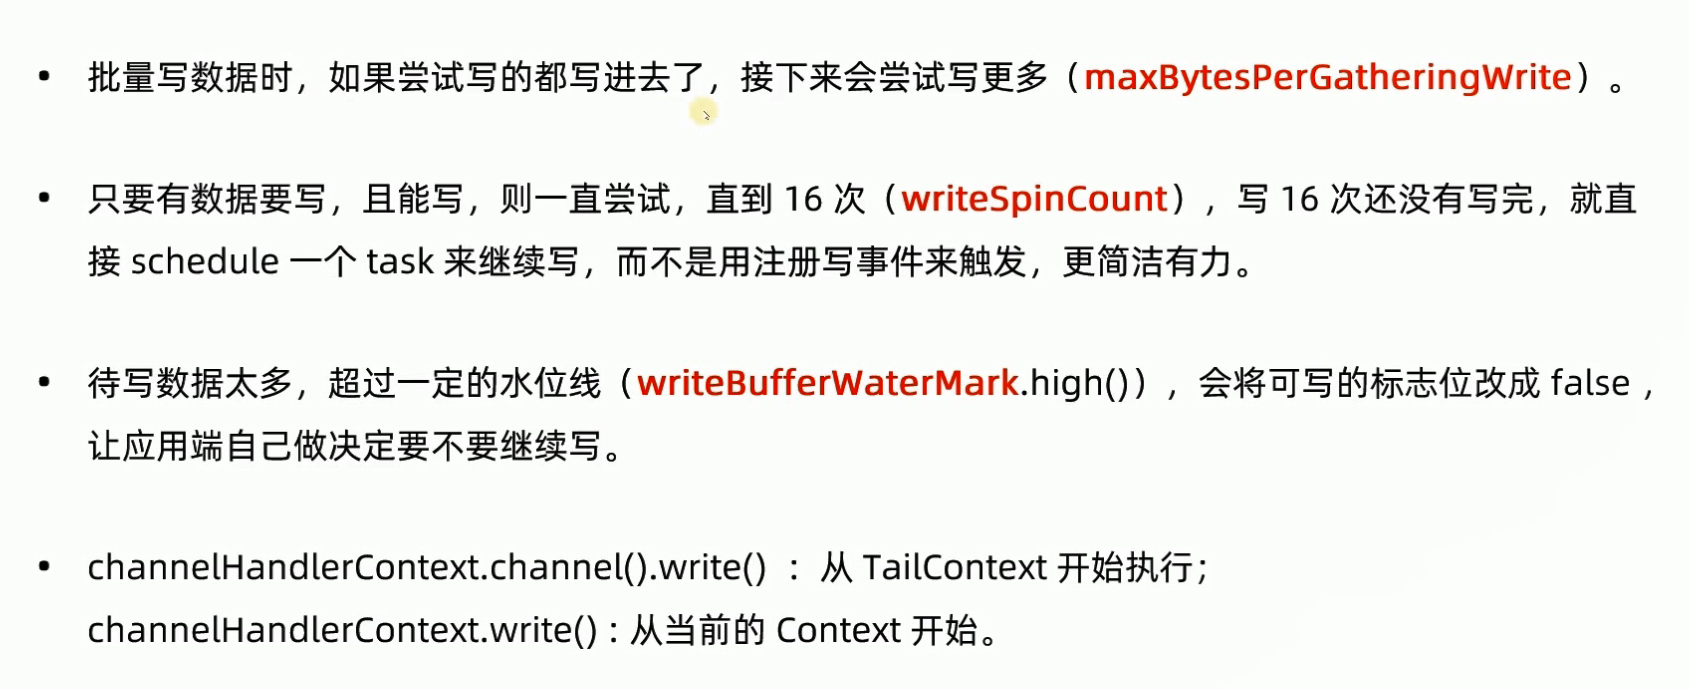 • 批量写数据时，如果尝试写的都写进去了，接下来会尝试写更多（maxBytesPerGatheringWrite）。
• 只要有数据要写，且能写，则一直尝试，直到 16 次（writeSpinCount），写 16 次还没有写完，就直
接 schedule 一个 task 来继续写，而不是用注册写事件来触发，更简洁有力。
• 待写数据太多，超过一定的水位线（writeBufferWaterMark.high()），会将可写的标志位改成 false，
让应用端自己做决定要不要继续写。
• channelHandlerContext.channel().write() ：从 TailContext 开始执行；
channelHandlerContext.write() : 从当前的 Context 开始。